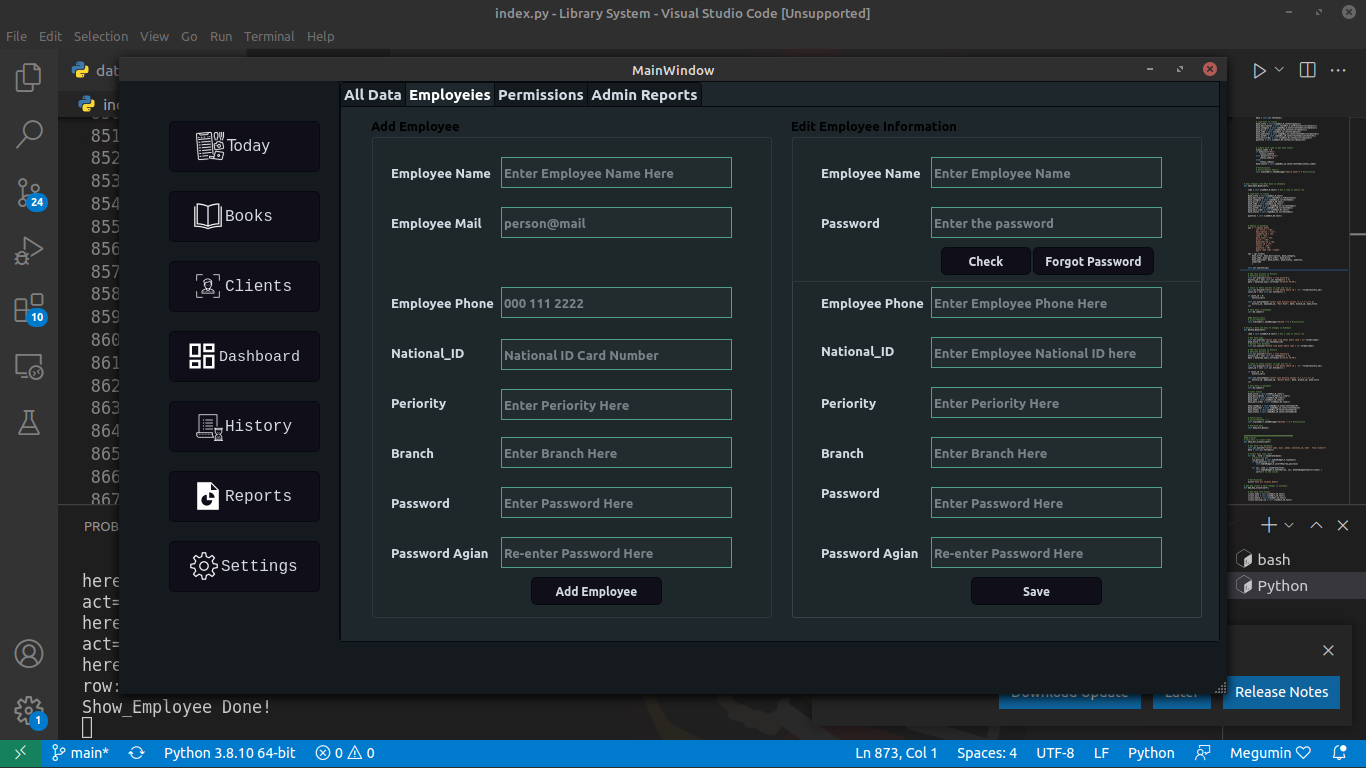 index.py - Library System - Visual Studio Code [Unsupported]
File Edit Selection View Go Run Terminal Help
dat
MainWindow
in
All Data Employeies Permissions Admin Reports
Today
Books
Clients
Dashboard
History
Reports
Settings
Add Employee
Employee Name Enter Employee Name Here
Employee Mail person@mail
Employee Phone 000 111 2222
National_ID National ID Card Number
Periority Enter Periority Here
Branch Enter Branch Here
Password Enter Password Here
Password Agian Re-enter Password Here
Add Employee
Edit Employee Information
Employee Name Enter Employee Name
Password Enter the password
Check Forgot Password
Employee Phone Enter Employee Phone Here
National_ID Enter Employee National ID here
Periority Enter Periority Here
Branch Enter Branch Here
Password Enter Password Here
Password Agian Re-enter Password Here
Save
851
852
853
854
855
856
857
858
859
860
861
862
863
864
865
866
867
24
10
1
PROB
here
act=
here
act=
here
row:
Show_Employee Done!
bash
Python
Download Update Later Release Notes
main* Python 3.8.10 64-bit 0 0 Ln 873, Col 1 Spaces: 4 UTF-8 LF Python Megumin